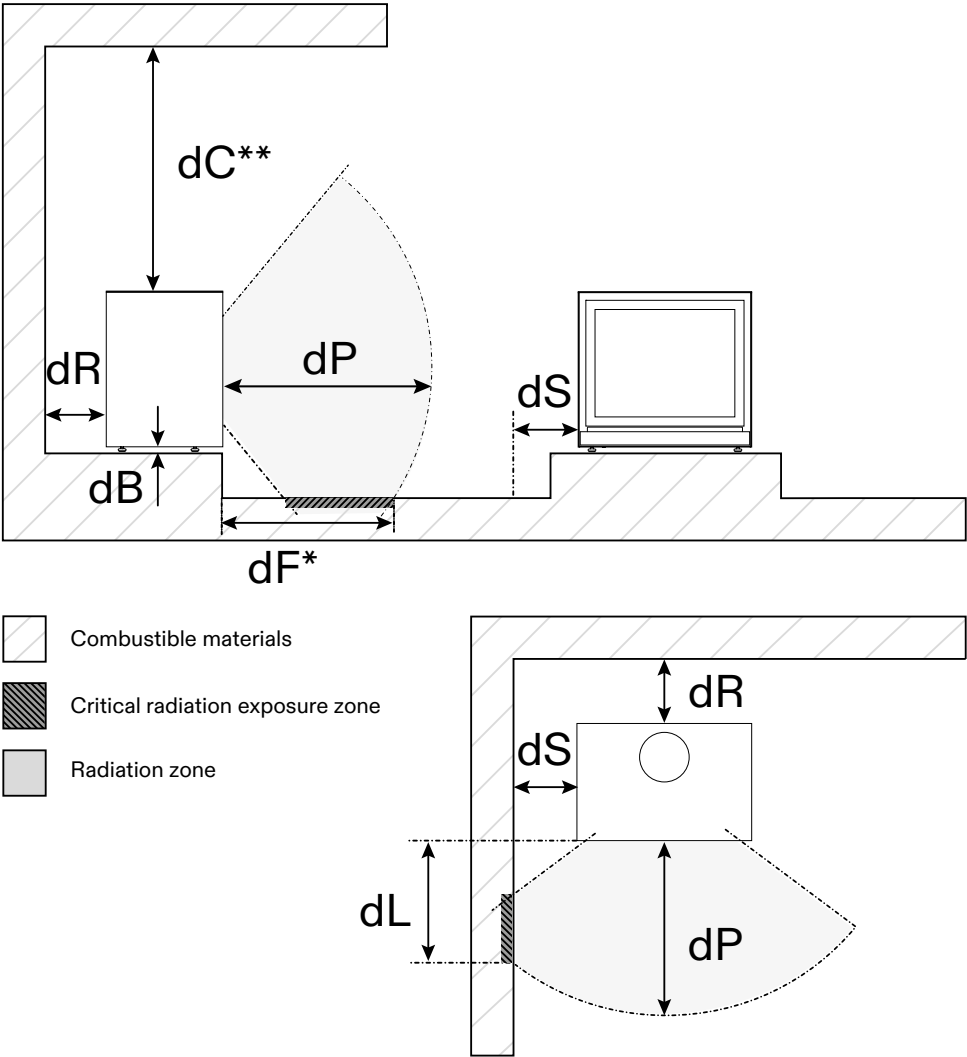 dC**
dR
dP
dS
dB
dF*
Combustible materials
Critical radiation exposure zone
Radiation zone
dR
dS
dL
dP